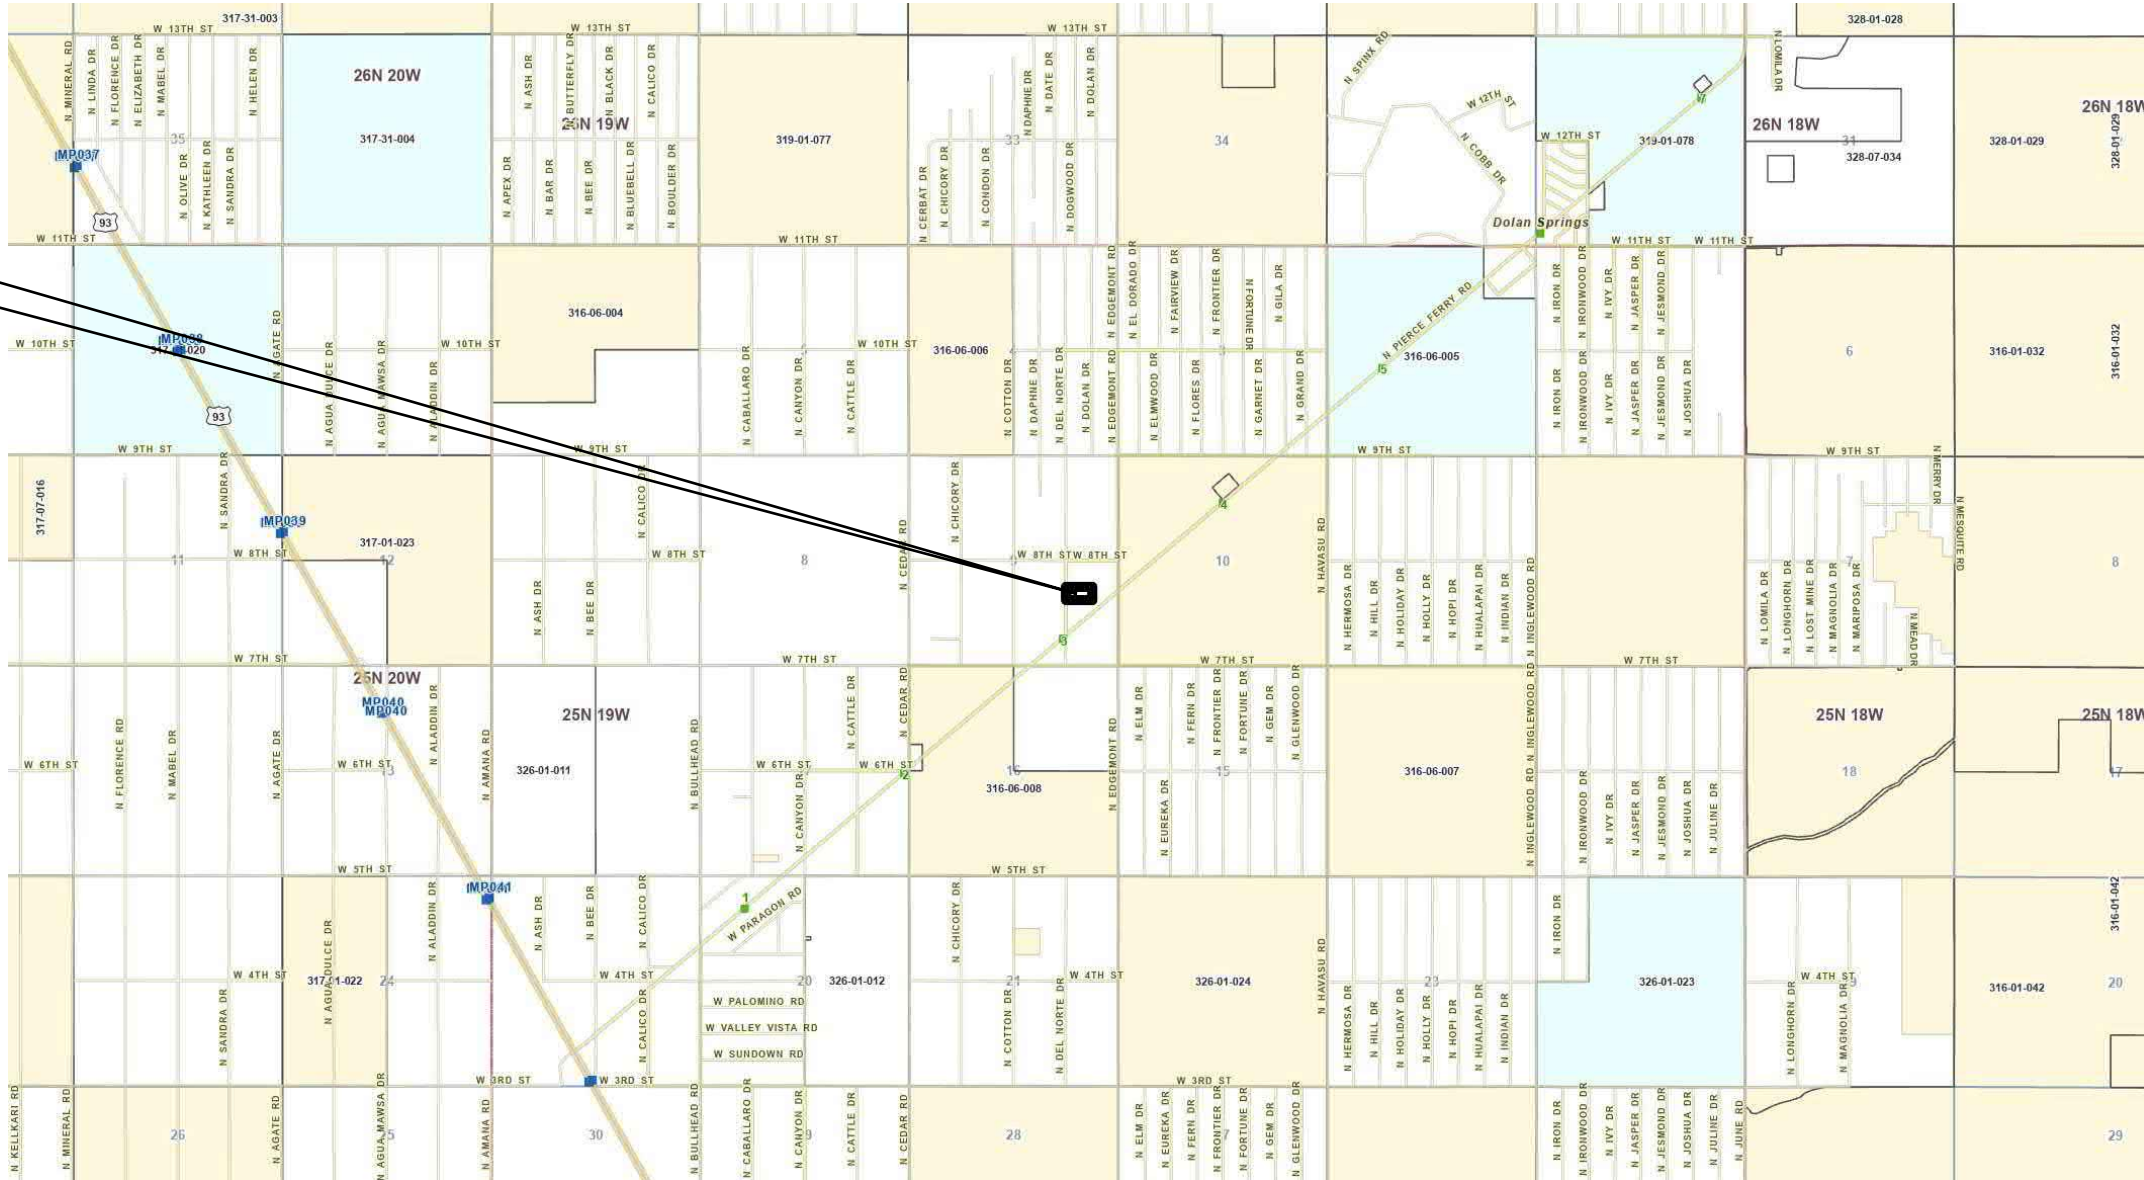 317-31-003
W 13TH ST
W 13TH ST
W 13TH ST
328-01-028
N MINERAL RD
N LINDA DR
N FLORENCE DR
N ELIZABETH DR
N MABEL DR
N HELEN DR
26N 20W
317-31-004
35
N OLIVE DR
N KATHLEEN DR
N SANDRA DR
MP037
93
N ASH DR
N BUTTERFLY DR
N BLACK DR
N CALICO DR
26N 19W
N APEX DR
N BAR DR
N BEE DR
N BLUEBELL DR
N BOULDER DR
319-01-077
N DAPHNE DR
N DATE DR
N DOLAN DR
33
N CERBAT DR
N CHICORY DR
N CONDON DR
N DOGWOOD DR
34
N SPINX RD
W 12TH ST
N COBB DR
W 12TH ST
319-01-078
7
Dolan Springs
N LOMILA DR
26N 18W
31
328-07-034
328-01-029
26N 18W
328-01-029
W 11TH ST
W 11TH ST
W 11TH ST
W 11TH ST
W 11TH ST
MP038
W 10TH ST
N AGATE RD
W 10TH ST
N AGUA DULCE DR
N AGUA MAWSA DR
N ALADDIN DR
93
316-06-004
W 10TH ST
N CABALLARO DR
N CANYON DR
N CATTLE DR
316-06-006
N COTTON DR
N DAPHNE DR
N DEL NORTE DR
N DOLAN DR
N EDGEMONT RD
N EDGEMONT RD
N EL DORADO DR
N FAIRVIEW DR
N FRONTIER DR
N FORTUNE DR
N GILA DR
N ELMWOOD DR
N FLORES DR
N GARNET DR
N GRAND DR
N PIERCE FERRY RD
316-06-005
5
N IRON DR
N IRONWOOD DR
N IVY DR
N JASPER DR
N JESMOND DR
N IRON DR
N IRONWOOD DR
N IVY DR
N JASPER DR
N JESMOND DR
N JOSHUA DR
6
316-01-032
316-01-032
W 9TH ST
W 9TH ST
W 9TH ST
W 9TH ST
317-07-016
N SANDRA DR
MP039
317-01-023
W 8TH ST
11
12
N CALICO DR
W 8TH ST
8
N CEDAR RD
N CHICORY DR
W 8TH ST
W 8TH ST
4
10
N HAVASU RD
N MERRY DR
N MESQUITE RD
7
8
N ASH DR
N BEE DR
3
N HERMOSA DR
N HILL DR
N HOLIDAY DR
N HOLLY DR
N HOPI DR
N HUALAPAI DR
N INDIAN DR
N INGLEWOOD RD
N LOMILA DR
N LONGHORN DR
N LOST MINE DR
N MAGNOLIA DR
N MARIPOSA DR
N MEAD DR
W 7TH ST
W 7TH ST
W 7TH ST
W 7TH ST
25N 20W
MP040
MP040
N ALADDIN DR
25N 19W
N CATTLE DR
N CEDAR RD
N ELM DR
N FERN DR
N FRONTIER DR
N FORTUNE DR
N GEM DR
N GLENWOOD DR
N INGLEWOOD RD
25N 18W
25N 18W
W 6TH ST
N FLORENCE RD
N MABEL DR
N AGATE DR
W 6TH ST
13
N AMANA RD
326-01-011
N BULLHEAD RD
W 6TH ST
N CANYON DR
W 6TH ST
2
16
316-06-008
N EDGEMONT RD
15
N EUREKA DR
316-06-007
N INGLEWOOD RD
N IRONWOOD DR
N IVY DR
N JASPER DR
N JESMOND DR
N JOSHUA DR
N JULINE DR
18
17
W 5TH ST
W 5TH ST
MP041
N AGUA DULCE DR
N ALADDIN DR
N ASH DR
N BEE DR
N CALICO DR
1
W PARAGON RD
N CHICORY DR
N HAVASU RD
N IRON DR
316-01-042
W 4TH ST
317-01-022
24
W 4TH ST
20
326-01-012
21
W 4TH ST
326-01-024
23
326-01-023
W 4TH ST
316-01-042
20
N SANDRA DR
N CALICO DR
W PALOMINO RD
W VALLEY VISTA RD
W SUNDOWN RD
N COTTON DR
N DEL NORTE DR
N HERMOSA DR
N HILL DR
N HOLIDAY DR
N HOLLY DR
N HOPI DR
N HUALAPAI DR
N INDIAN DR
N LONGHORN DR
N MAGNOLIA DR
W 3RD ST
W 3RD ST
W 3RD ST
N KELLKARI RD
N MINERAL RD
26
N AGATE RD
N AGUA MAWSA DR
N AMANA RD
30
N BULLHEAD RD
N CABALLARO DR
N CANYON DR
N CATTLE DR
N CEDAR RD
28
N ELM DR
N EUREKA DR
N FERN DR
N FRONTIER DR
N FORTUNE DR
N GEM DR
N GLENWOOD DR
N IRON DR
N IRONWOOD DR
N IVY DR
N JASPER DR
N JESMOND DR
N JOSHUA DR
N JULINE DR
N JUNE RD
29